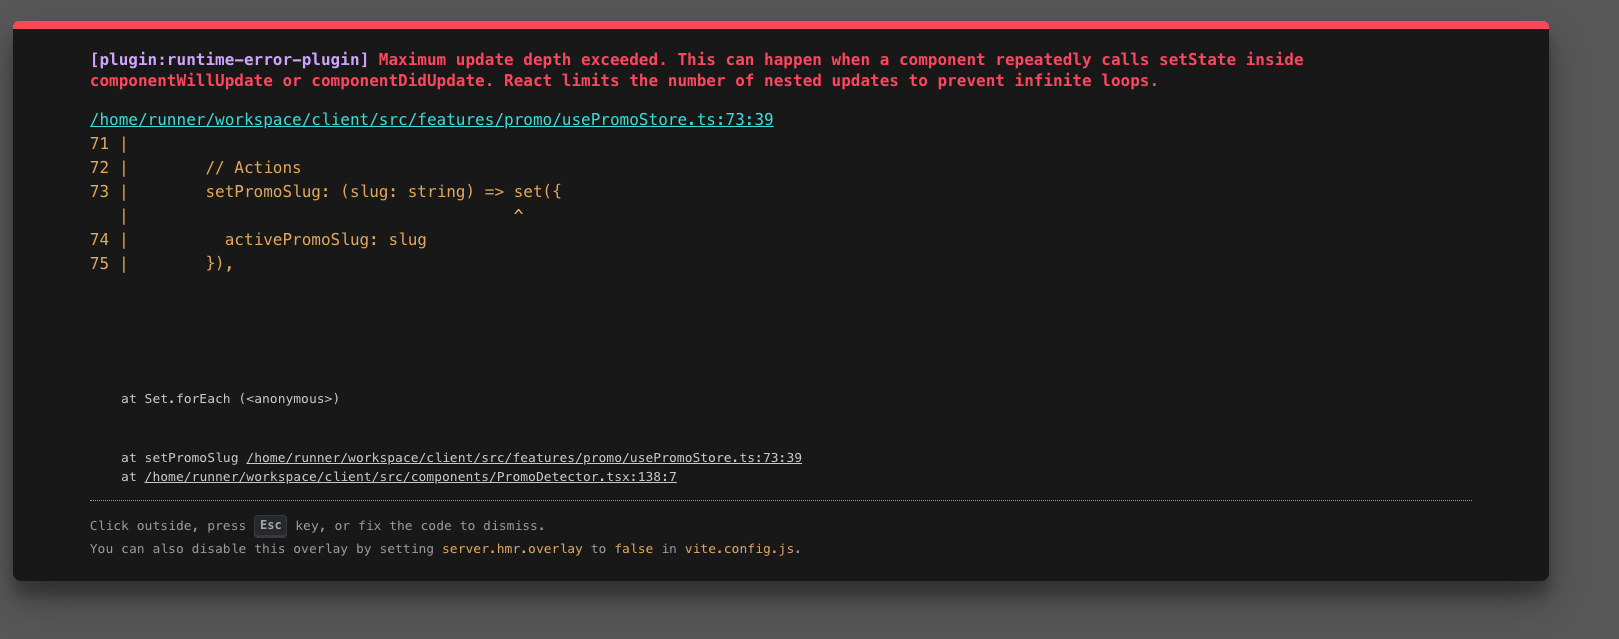 [plugin:runtime-error-plugin] Maximum update depth exceeded. This can happen when a component repeatedly calls setState inside
componentWillUpdate or componentDidUpdate. React limits the number of nested updates to prevent infinite loops.
/home/runner/workspace/client/src/features/promo/usePromoStore.ts:73:39
71 |
72 |        // Actions
73 |        setPromoSlug: (slug: string) => set({
   |                                        ^
74 |          activePromoSlug: slug
75 |        }),
at Set.forEach (<anonymous>)
at setPromoSlug /home/runner/workspace/client/src/features/promo/usePromoStore.ts:73:39
at /home/runner/workspace/client/src/components/PromoDetector.tsx:138:7
Click outside, press Esc key, or fix the code to dismiss.
You can also disable this overlay by setting server.hmr.overlay to false in vite.config.js.